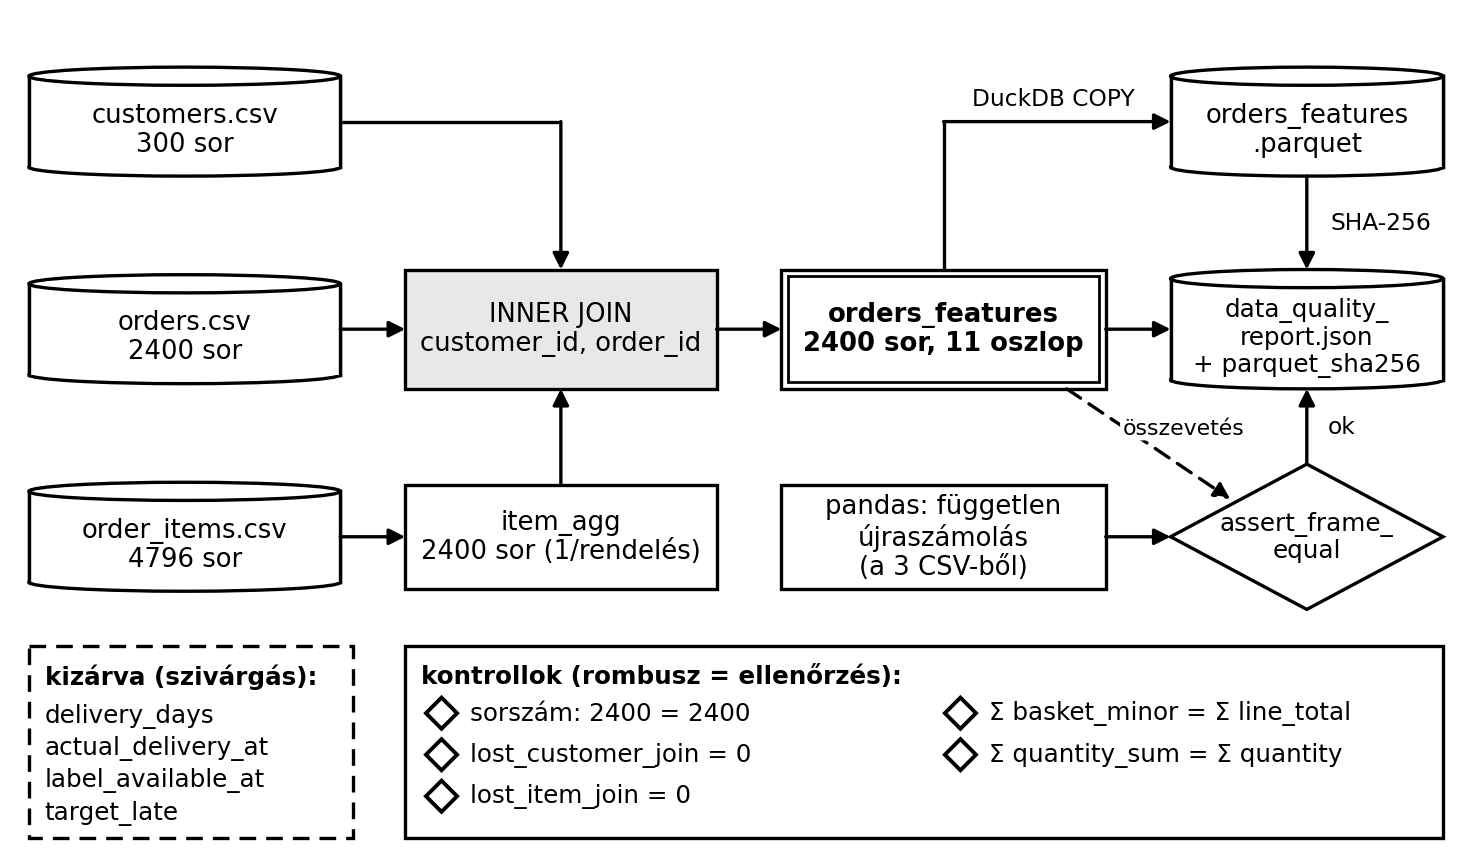 customers.csv
300 sor
DuckDB COPY
orders_features
.parquet
SHA-256
orders.csv
2400 sor
INNER JOIN
customer_id, order_id
orders_features
2400 sor, 11 oszlop
data_quality_
report.json
+ parquet_sha256
összevetés
ok
order_items.csv
4796 sor
item_agg
2400 sor (1/rendelés)
pandas: független
újraszámolás
(a 3 CSV-ből)
assert_frame_
equal
kizárva (szivárgás):
delivery_days
actual_delivery_at
label_available_at
target_late
kontrollok (rombusz = ellenőrzés):
sorszám: 2400 = 2400
lost_customer_join = 0
lost_item_join = 0
Σ basket_minor = Σ line_total
Σ quantity_sum = Σ quantity